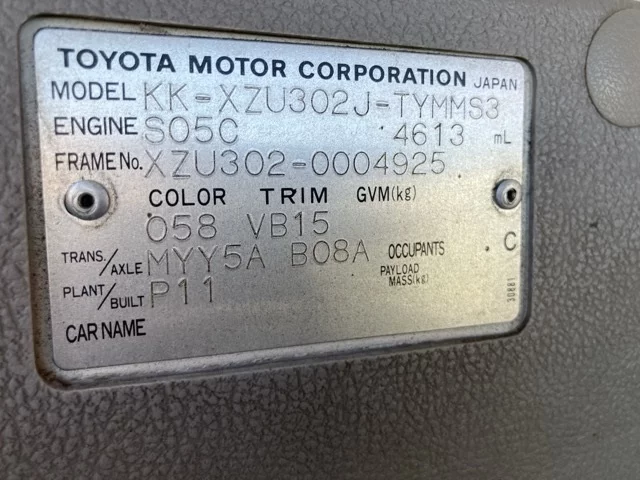 TOYOTA MOTOR CORPORATION JAPAN
MODEL KK-XZU302J-TYMMS3
ENGINE S05C 4613 mL
FRAME No. XZU302-0004925
COLOR TRIM GVM(kg)
058 VB15
C
TRANS./AXLE MYY5A B08A OCCUPANTS
PAYLOAD MASS(kg)
PLANT/BUILT P11
30881
CAR NAME